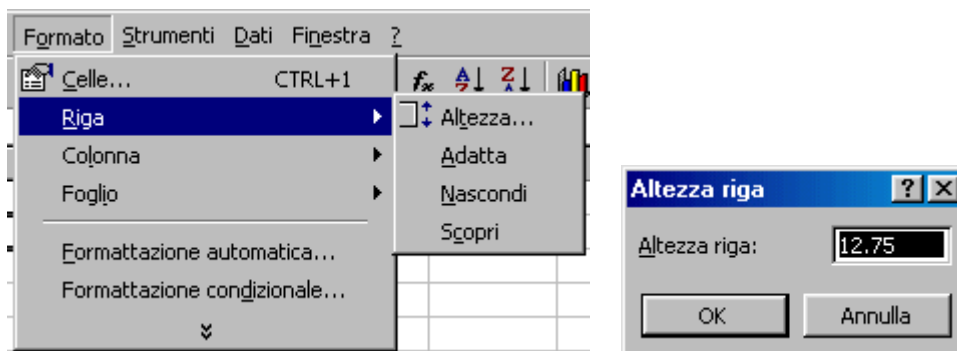 Formato Strumenti Dati Finestra ?
Celle... CTRL+1
Riga
Colonna
Foglio
Formattazione automatica...
Formattazione condizionale...
Altezza...
Adatta
Nascondi
Scopri
Altezza riga
Altezza riga: 12.75
OK Annulla